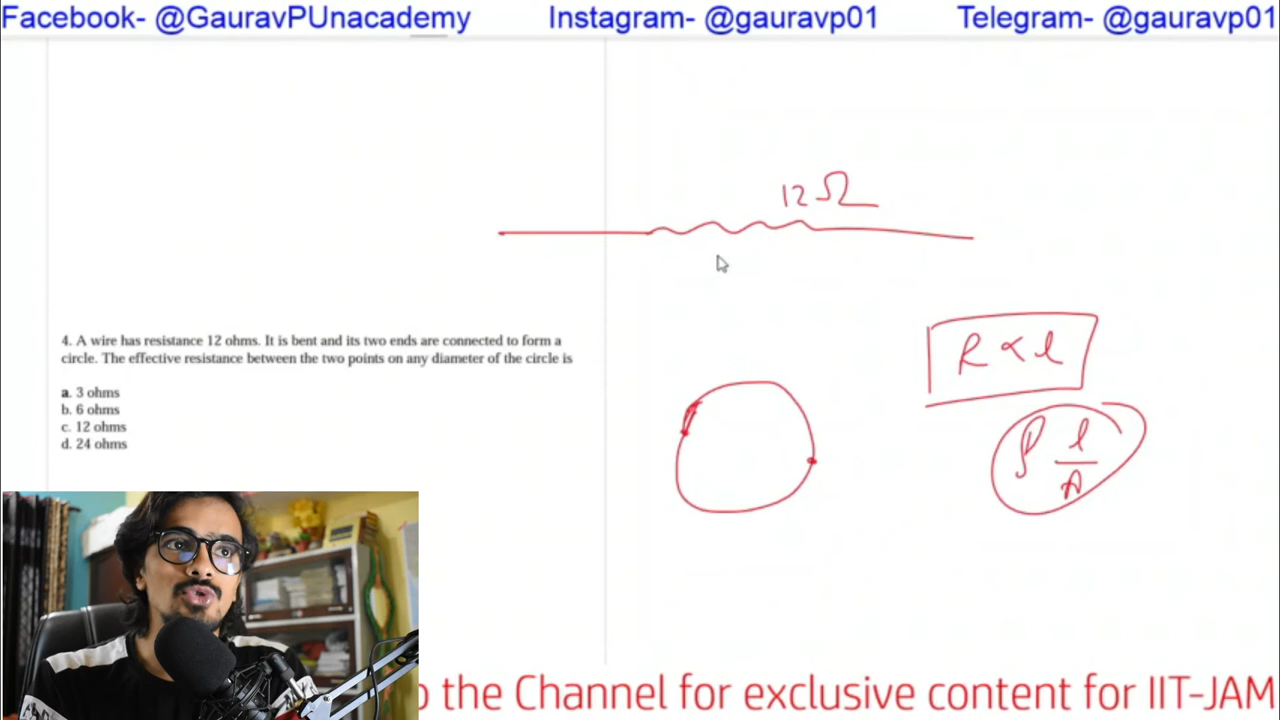 Facebook- @GauravPUnacademy Instagram- @gauravp01 Telegram- @gauravp01
12 Ω
4. A wire has resistance 12 ohms. It is bent and its two ends are connected to form a
circle. The effective resistance between the two points on any diameter of the circle is
a. 3 ohms
b. 6 ohms
c. 12 ohms
d. 24 ohms
R ∝ l
ρ l/A
the Channel for exclusive content for IIT-JAM